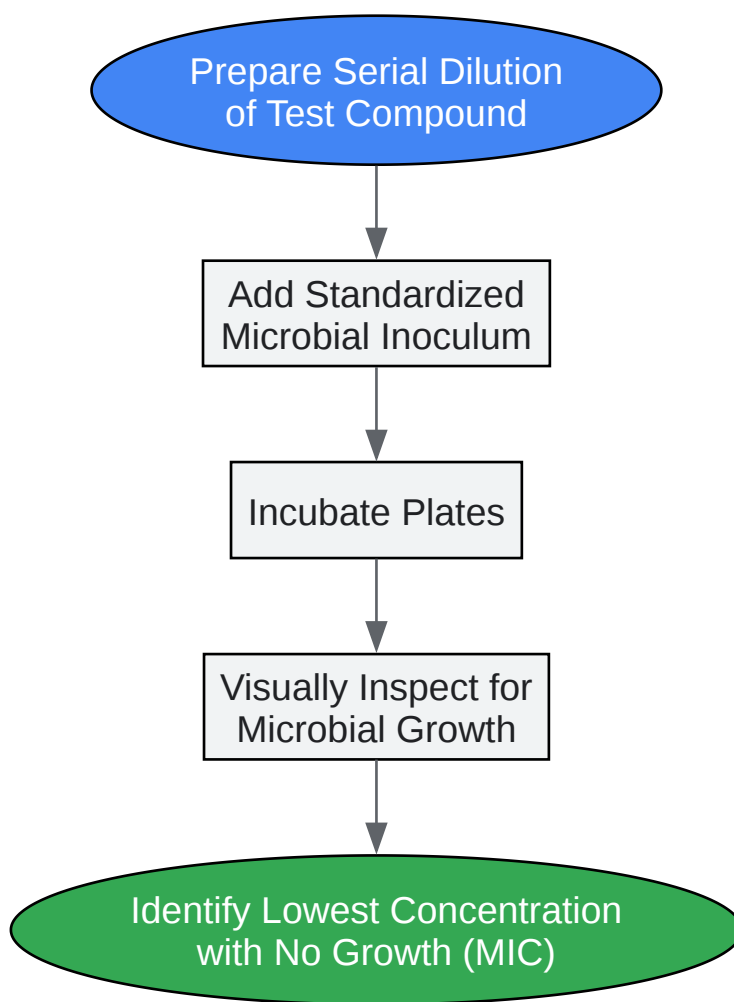 Prepare Serial Dilution
of Test Compound
Add Standardized
Microbial Inoculum
Incubate Plates
Visually Inspect for
Microbial Growth
Identify Lowest Concentration
with No Growth (MIC)